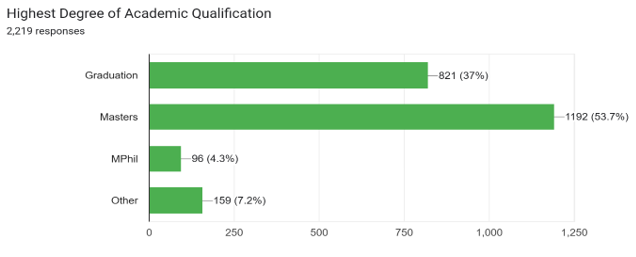 Highest Degree of Academic Qualification
2,219 responses
Graduation 821 (37%)
Masters 1192 (53.7%)
MPhil 96 (4.3%)
Other 159 (7.2%)
0 250 500 750 1,000 1,250